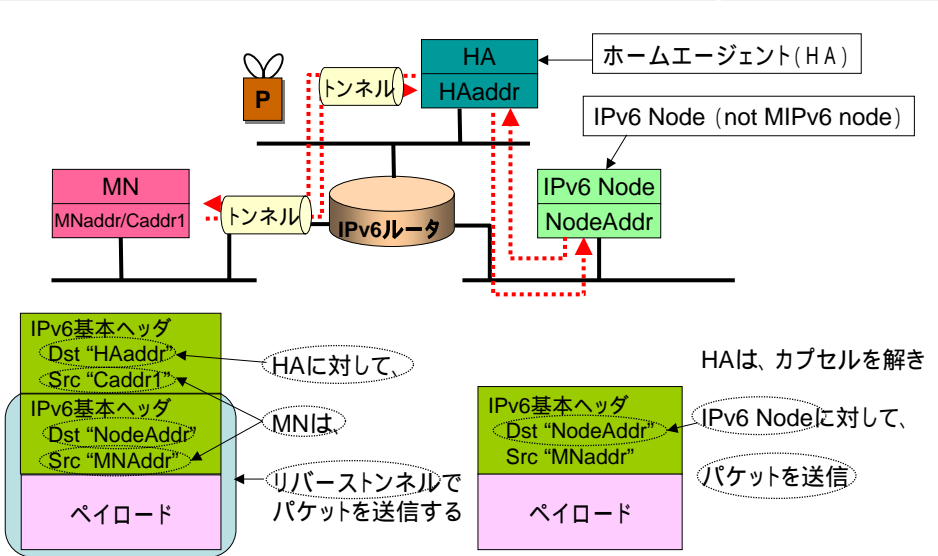 HA
HAaddr
ホームエージェント(HA)
トンネル
P
IPv6 Node (not MIPv6 node)
MN
MNaddr/Caddr1
トンネル
IPv6ルータ
IPv6 Node
NodeAddr
IPv6基本ヘッダ
Dst “HAaddr”
Src “Caddr1”
IPv6基本ヘッダ
Dst “NodeAddr”
Src “MNAddr”
ペイロード
HAに対して、
MNは、
リバーストンネルで
パケットを送信する
HAは、カプセルを解き
IPv6 Nodeに対して、
パケットを送信
IPv6基本ヘッダ
Dst “NodeAddr”
Src “MNaddr”
ペイロード